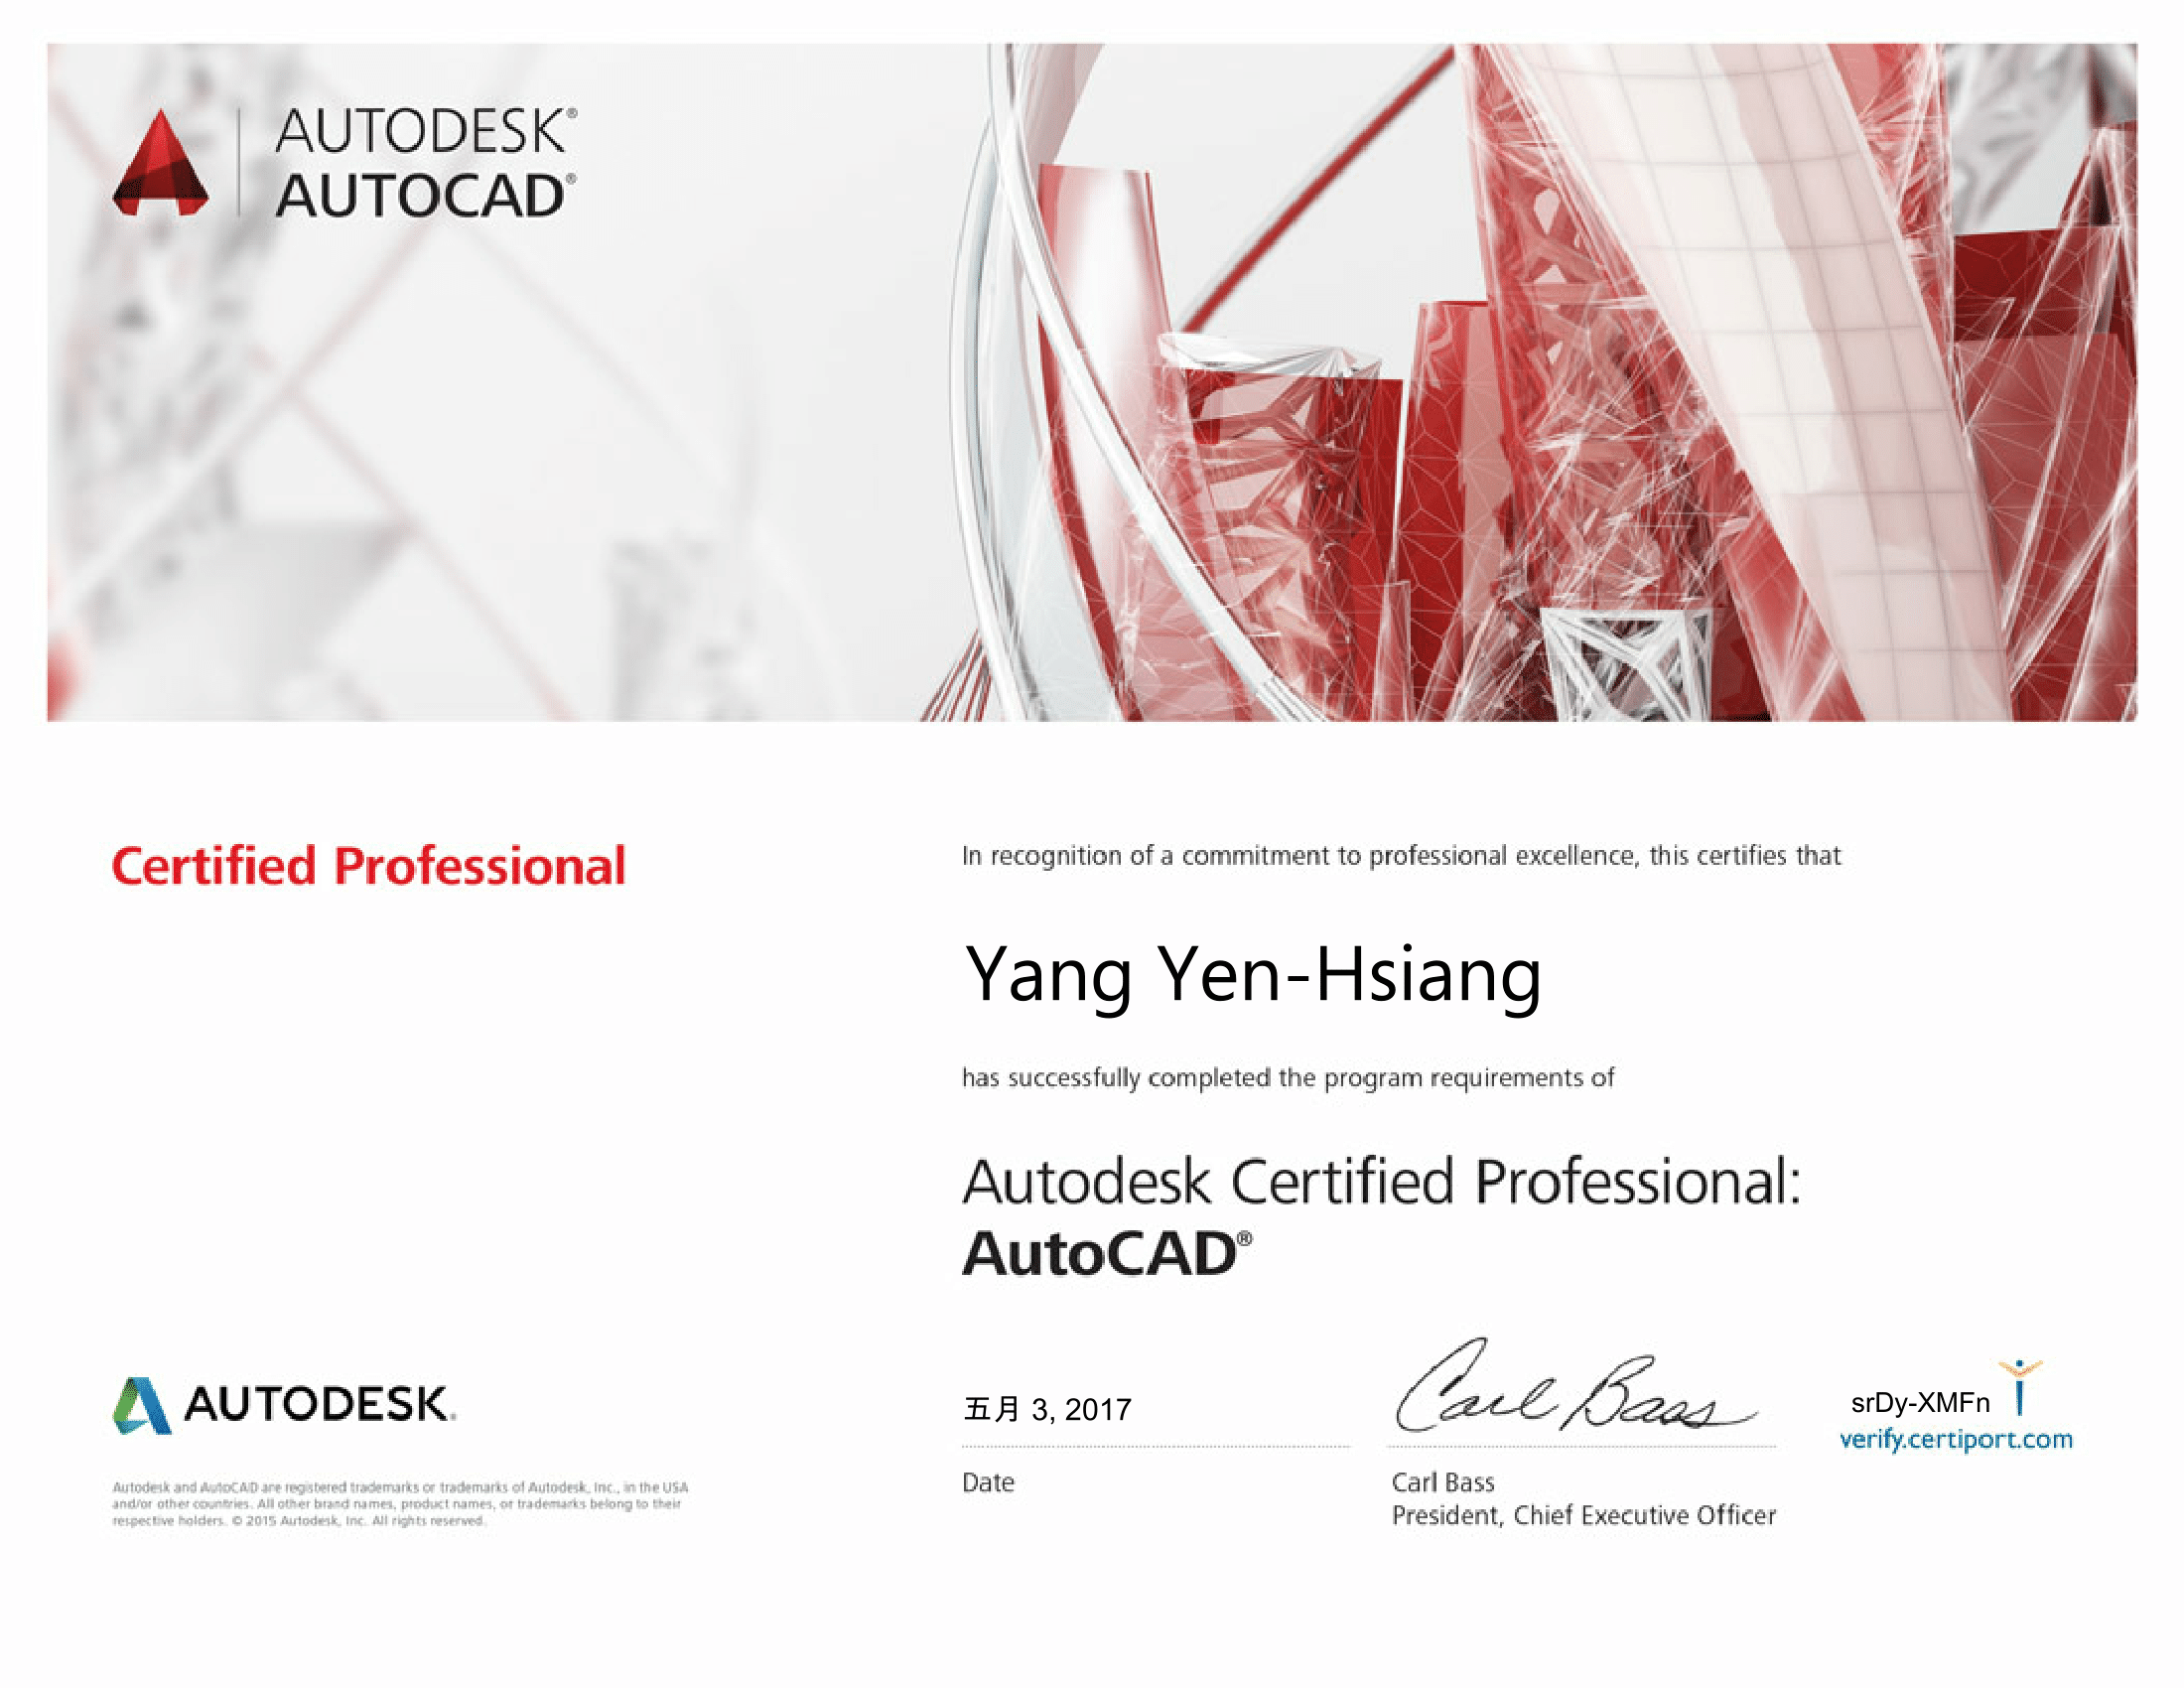 AUTODESK®
AUTOCAD®
Certified Professional
In recognition of a commitment to professional excellence, this certifies that
Yang Yen-Hsiang
has successfully completed the program requirements of
Autodesk Certified Professional:
AutoCAD®
AUTODESK.
Autodesk and AutoCAD are registered trademarks or trademarks of Autodesk, Inc., in the USA
and/or other countries. All other brand names, product names, or trademarks belong to their
respective holders. © 2015 Autodesk, Inc. All rights reserved.
五月 3, 2017
Date
Carl Bass
Carl Bass
President, Chief Executive Officer
srDy-XMFn
verify.certiport.com